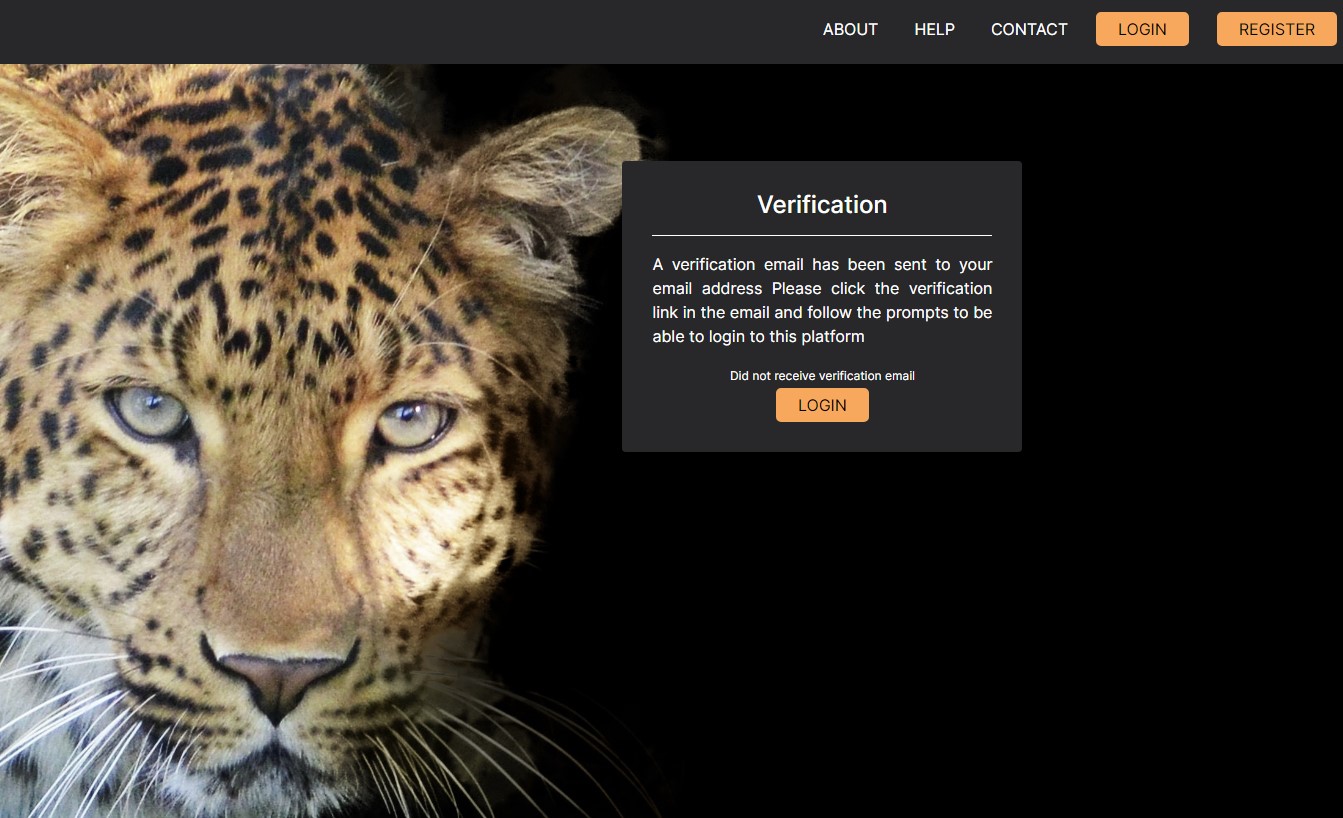 ABOUT HELP CONTACT LOGIN REGISTER
Verification
A verification email has been sent to your
email address Please click the verification
link in the email and follow the prompts to be
able to login to this platform
Did not receive verification email
LOGIN